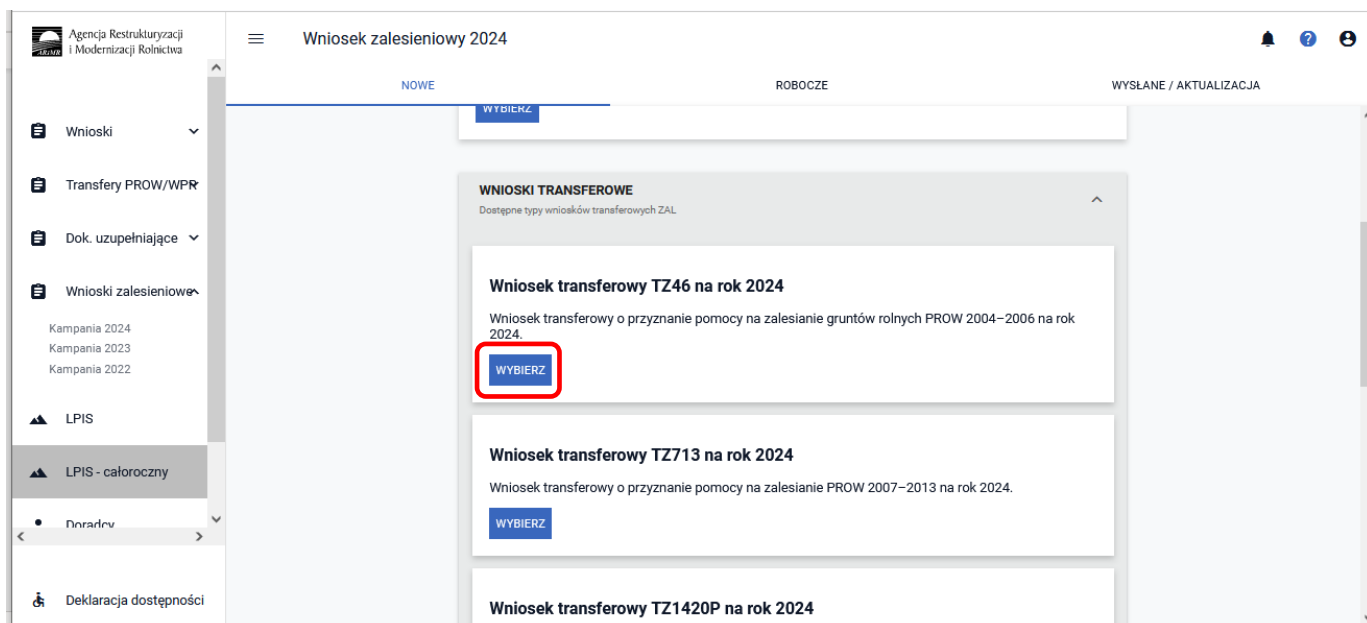 Agencja Restrukturyzacji
i Modernizacji Rolnictwa
ARiMR
Wniosek zalesieniowy 2024
NOWE
ROBOCZE
WYSŁANE / AKTUALIZACJA
Wnioski
Transfery PROW/WPR
Dok. uzupełniające
Wnioski zalesieniowe
Kampania 2024
Kampania 2023
Kampania 2022
LPIS
LPIS - całoroczny
Doradcy
Deklaracja dostępności
WYBIERZ
WNIOSKI TRANSFEROWE
Dostępne typy wniosków transferowych ZAL
Wniosek transferowy TZ46 na rok 2024
Wniosek transferowy o przyznanie pomocy na zalesianie gruntów rolnych PROW 2004–2006 na rok
2024.
WYBIERZ
Wniosek transferowy TZ713 na rok 2024
Wniosek transferowy o przyznanie pomocy na zalesianie PROW 2007–2013 na rok 2024.
WYBIERZ
Wniosek transferowy TZ1420P na rok 2024